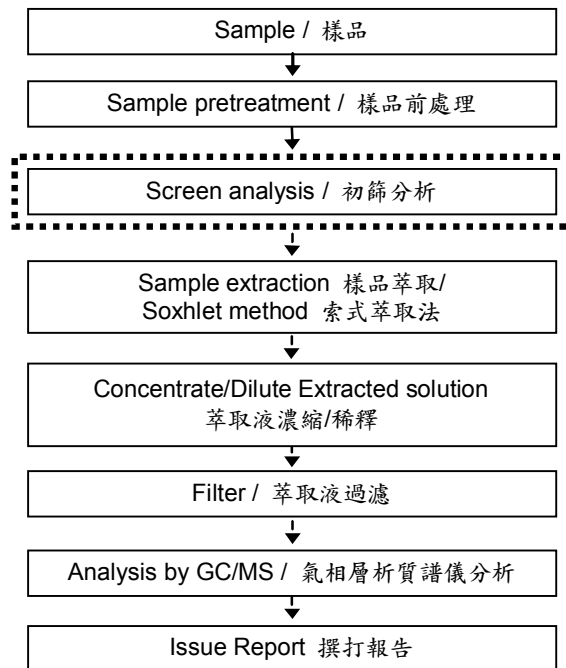 Sample / 樣品
Sample pretreatment / 樣品前處理
Screen analysis / 初篩分析
Sample extraction 樣品萃取/
Soxhlet method 索式萃取法
Concentrate/Dilute Extracted solution
萃取液濃縮/稀釋
Filter / 萃取液過濾
Analysis by GC/MS / 氣相層析質譜儀分析
Issue Report 撰打報告